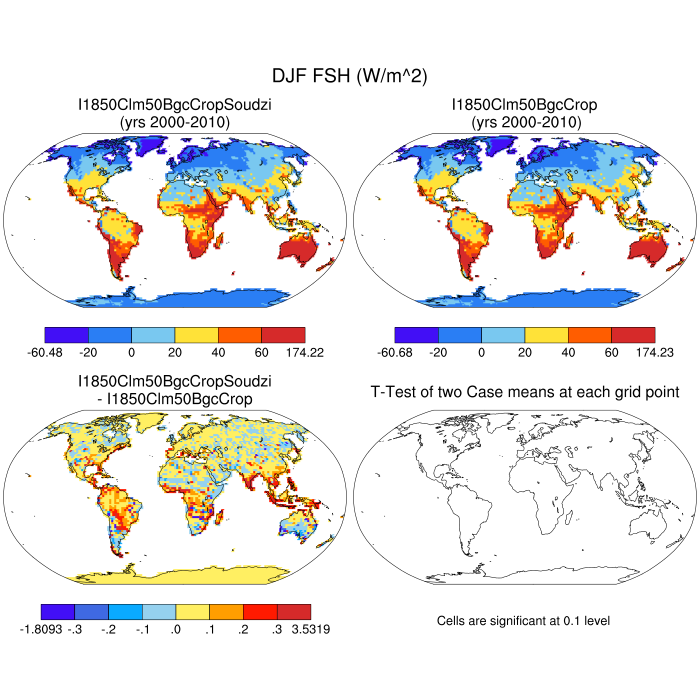 DJF FSH (W/m^2)
I1850Clm50BgcCropSoudzi
(yrs 2000-2010)
I1850Clm50BgcCrop
(yrs 2000-2010)
-60.48 -20 0 20 40 60 174.22
-60.68 -20 0 20 40 60 174.23
I1850Clm50BgcCropSoudzi
- I1850Clm50BgcCrop
T-Test of two Case means at each grid point
-1.8093 -.3 -.2 -.1 .0 .1 .2 .3 3.5319
Cells are significant at 0.1 level